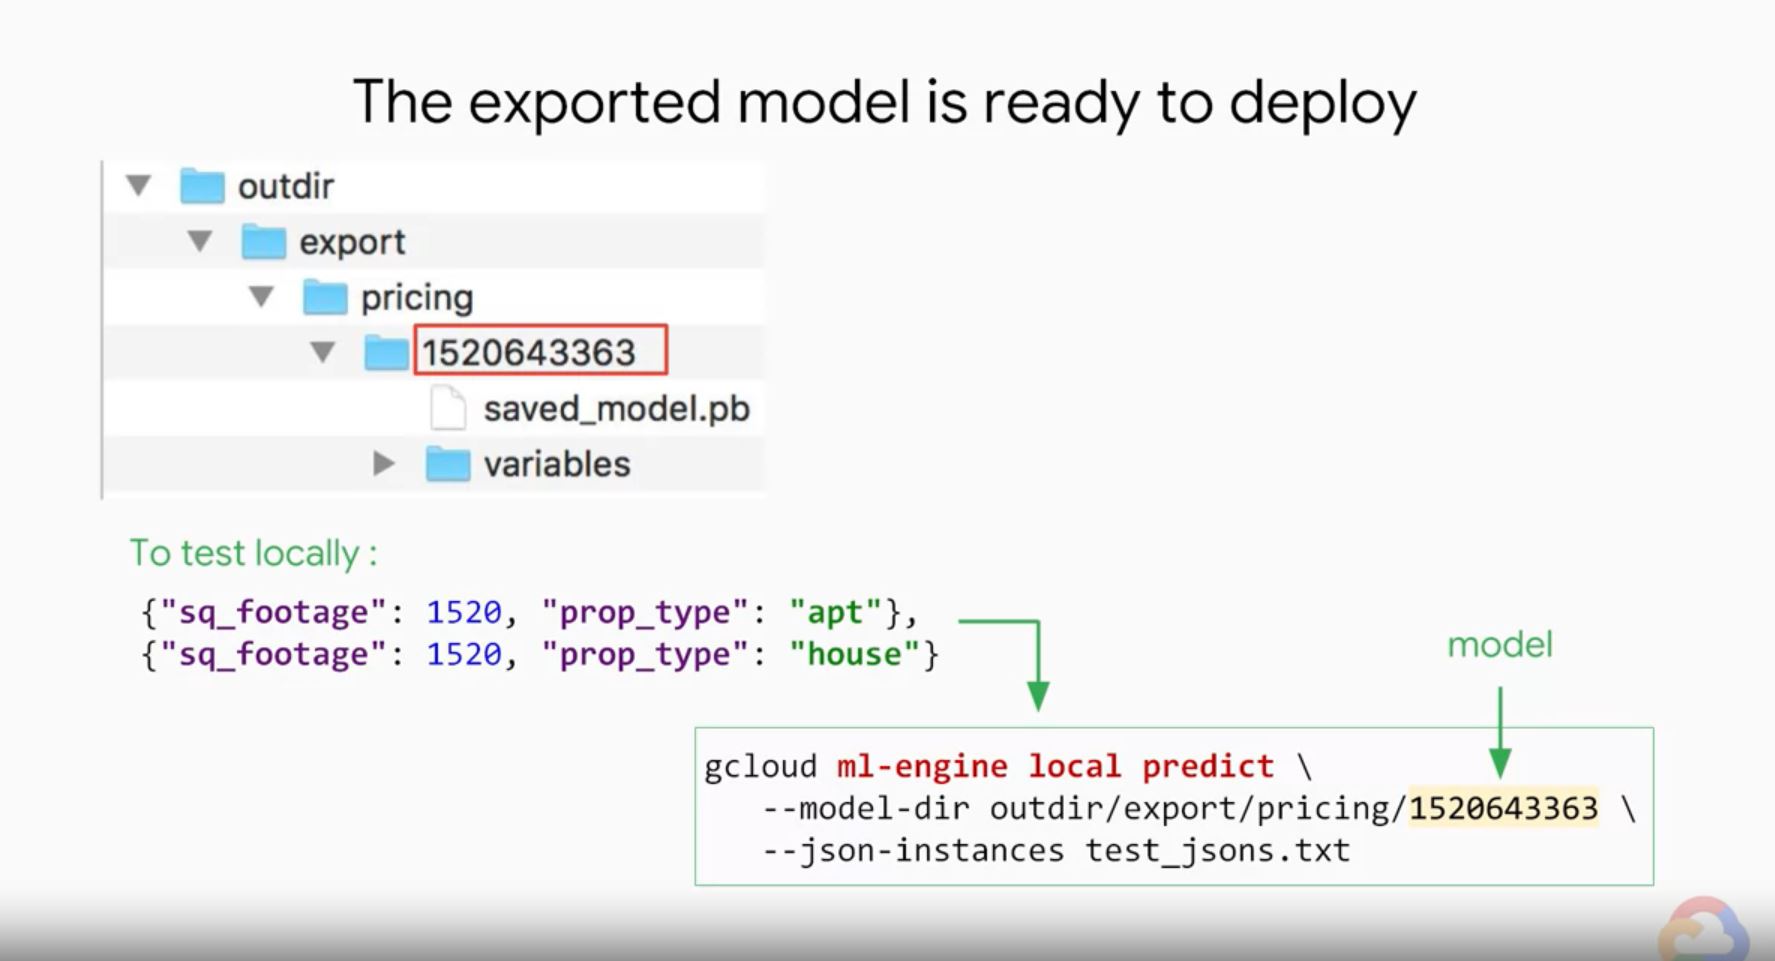 The exported model is ready to deploy
outdir
export
pricing
1520643363
saved_model.pb
variables
To test locally :
{"sq_footage": 1520, "prop_type": "apt"},
{"sq_footage": 1520, "prop_type": "house"}
model
gcloud ml-engine local predict \
--model-dir outdir/export/pricing/1520643363 \
--json-instances test_jsons.txt